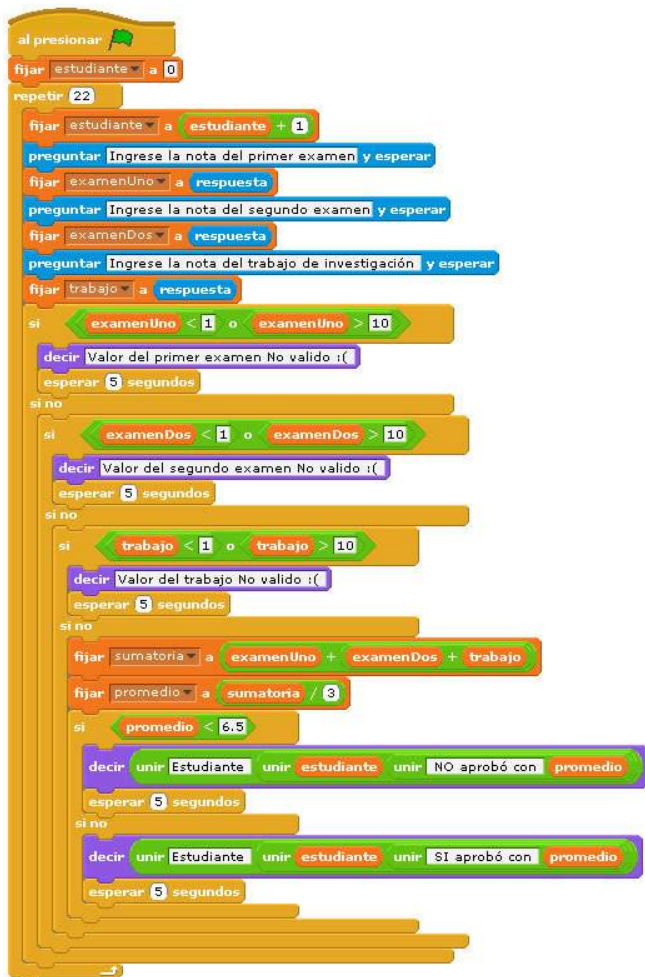 al presionar
fijar estudiante a 0
repetir 22
fijar estudiante a estudiante + 1
preguntar Ingrese la nota del primer examen y esperar
fijar examenUno a respuesta
preguntar Ingrese la nota del segundo examen y esperar
fijar examenDos a respuesta
preguntar Ingrese la nota del trabajo de investigación y esperar
fijar trabajo a respuesta
si examenUno < 1 o examenUno > 10
decir Valor del primer examen No valido :(
esperar 5 segundos
si no
si examenDos < 1 o examenDos > 10
decir Valor del segundo examen No valido :(
esperar 5 segundos
si no
si trabajo < 1 o trabajo > 10
decir Valor del trabajo No valido :(
esperar 5 segundos
si no
fijar sumatoria a examenUno + examenDos + trabajo
fijar promedio a sumatoria / 3
si promedio < 6.5
decir unir Estudiante unir estudiante unir NO aprobó con promedio
esperar 5 segundos
si no
decir unir Estudiante unir estudiante unir SI aprobó con promedio
esperar 5 segundos